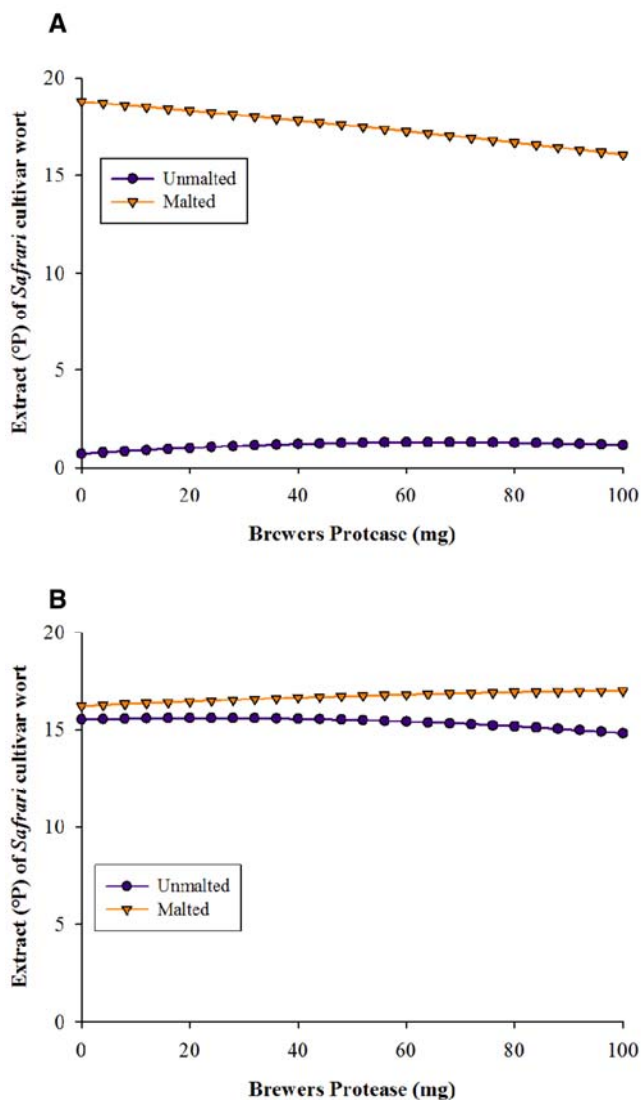 A
Extract (°P) of Safrari cultivar wort
20
15
10
5
0
Unmalted
Malted
0 20 40 60 80 100
Brewers Protease (mg)
B
Extract (°P) of Safrari cultivar wort
20
15
10
5
0
Unmalted
Malted
0 20 40 60 80 100
Brewers Protease (mg)